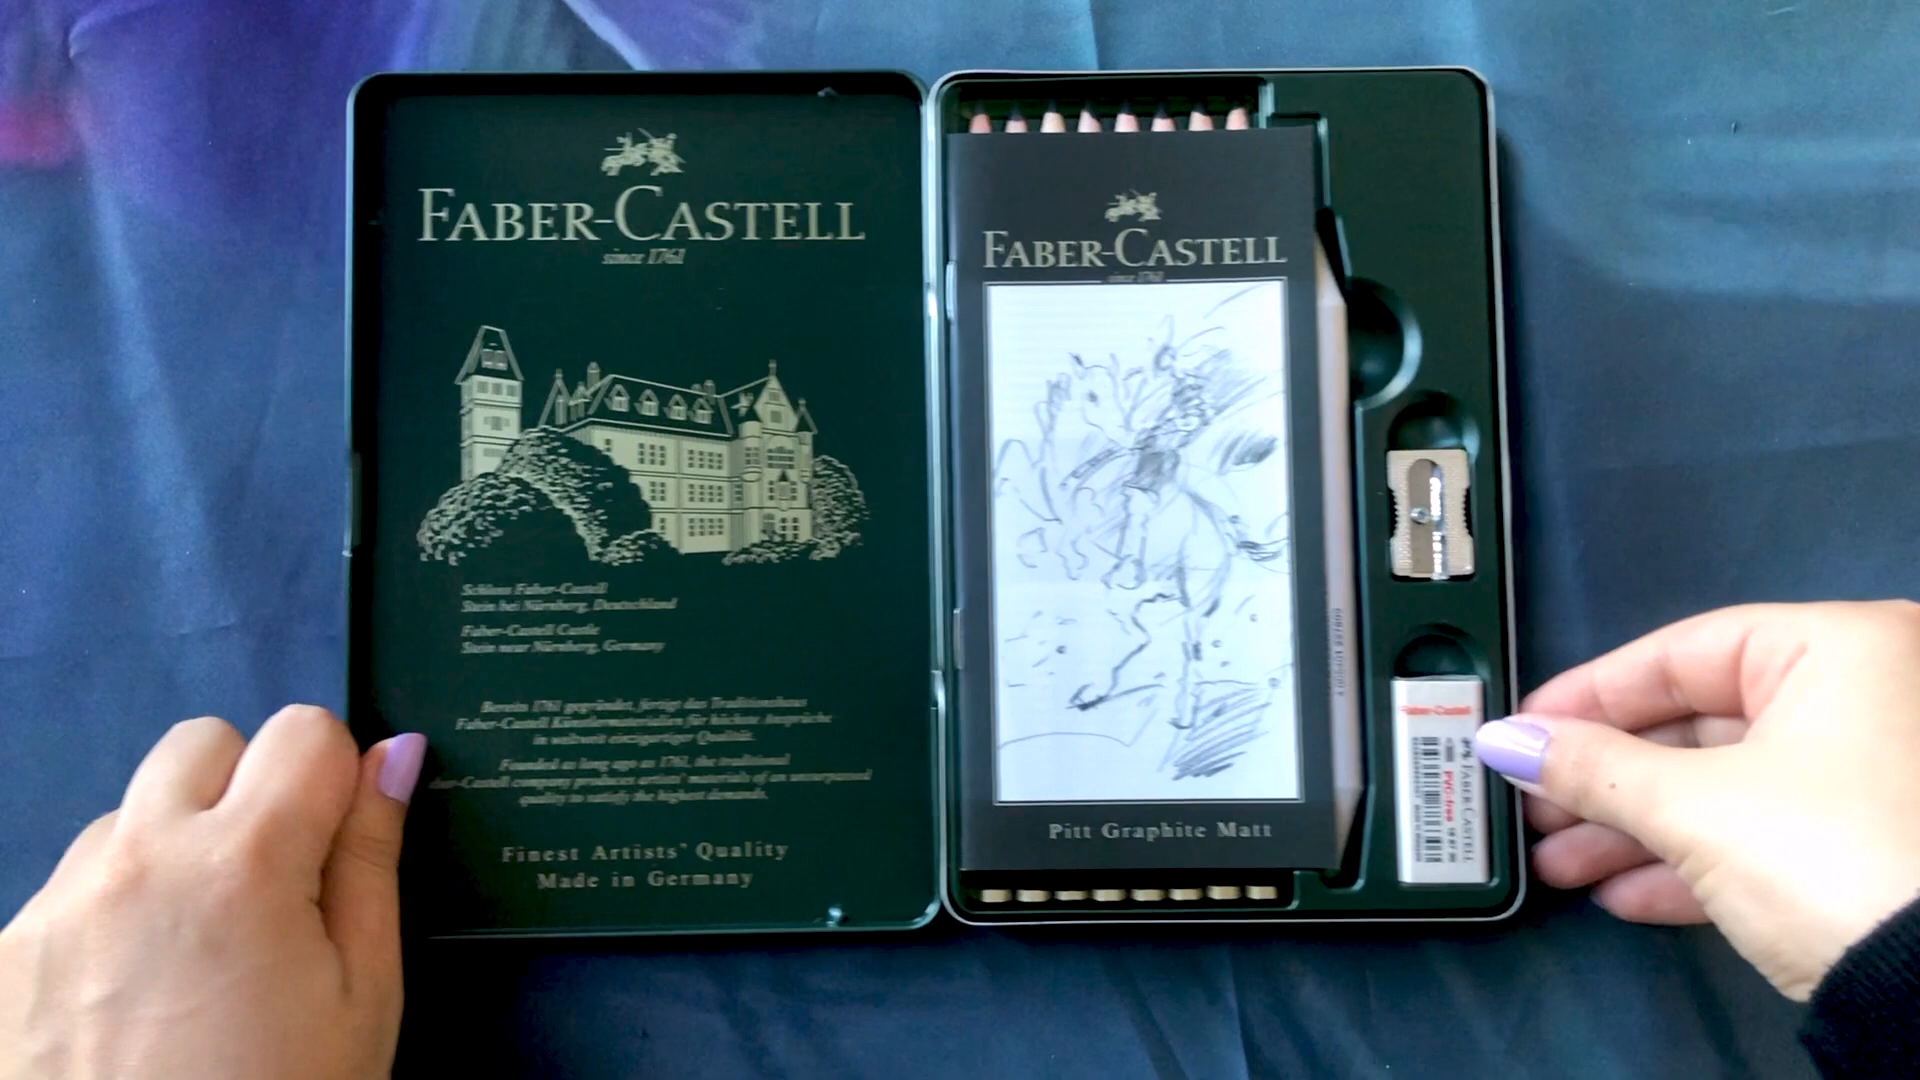 FABER-CASTELL
since 1761
Schloss Faber-Castell
Stein bei Nürnberg, Deutschland
Faber-Castell Castle
Stein near Nürnberg, Germany
Bereits 1761 gegründet, fertigt das Traditionshaus
Faber-Castell Künstlermaterialien für höchste Ansprüche
in weltweit einzigartiger Qualität.
Founded as long ago as 1761, the traditional
Faber-Castell company produces artists' materials of an unsurpassed
quality to satisfy the highest demands.
Finest Artists' Quality
Made in Germany
FABER-CASTELL
since 1761
Pitt Graphite Matt
Faber-Castell
FABER-CASTELL
PVC-free